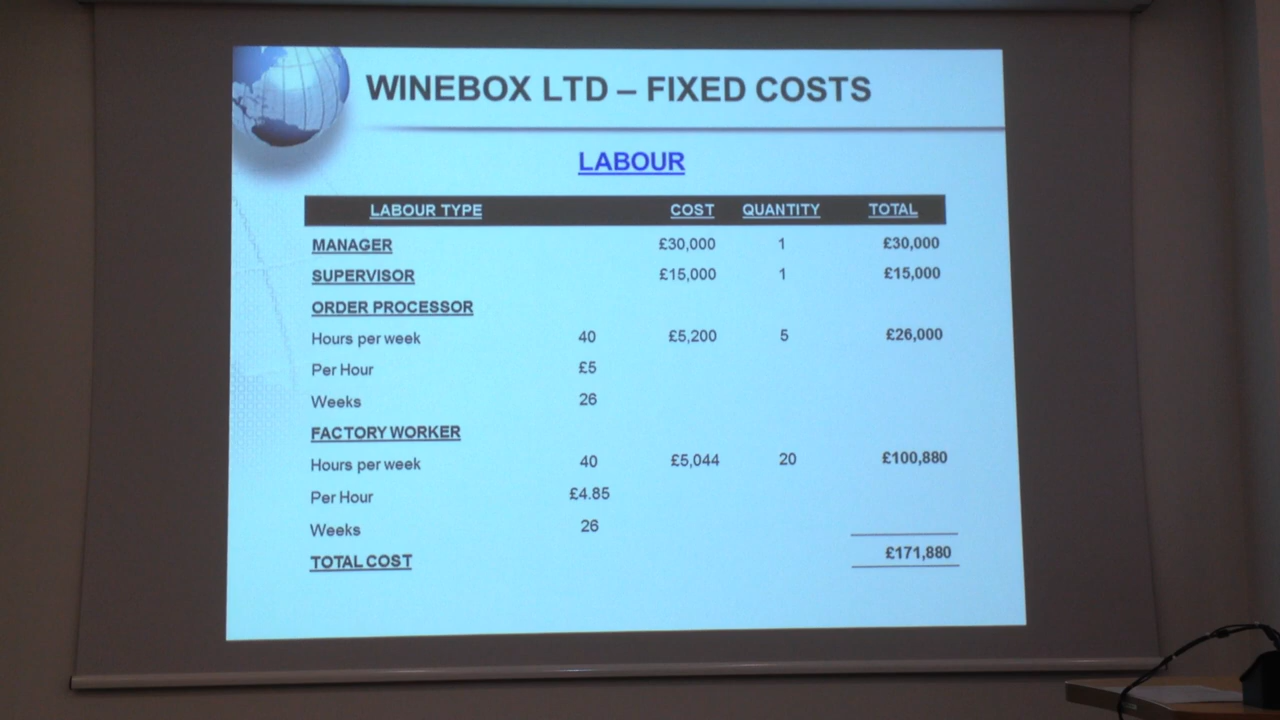 WINEBOX LTD – FIXED COSTS
LABOUR
LABOUR TYPE COST QUANTITY TOTAL
MANAGER £30,000 1 £30,000
SUPERVISOR £15,000 1 £15,000
ORDER PROCESSOR
Hours per week 40 £5,200 5 £26,000
Per Hour £5
Weeks 26
FACTORY WORKER
Hours per week 40 £5,044 20 £100,880
Per Hour £4.85
Weeks 26
TOTAL COST £171,880